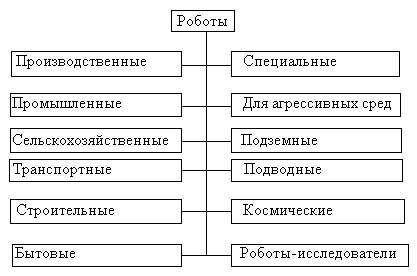 Роботы
Производственные
Специальные
Промышленные
Для агрессивных сред
Сельскохозяйственные
Подземные
Транспортные
Подводные
Строительные
Космические
Бытовые
Роботы-исследователи